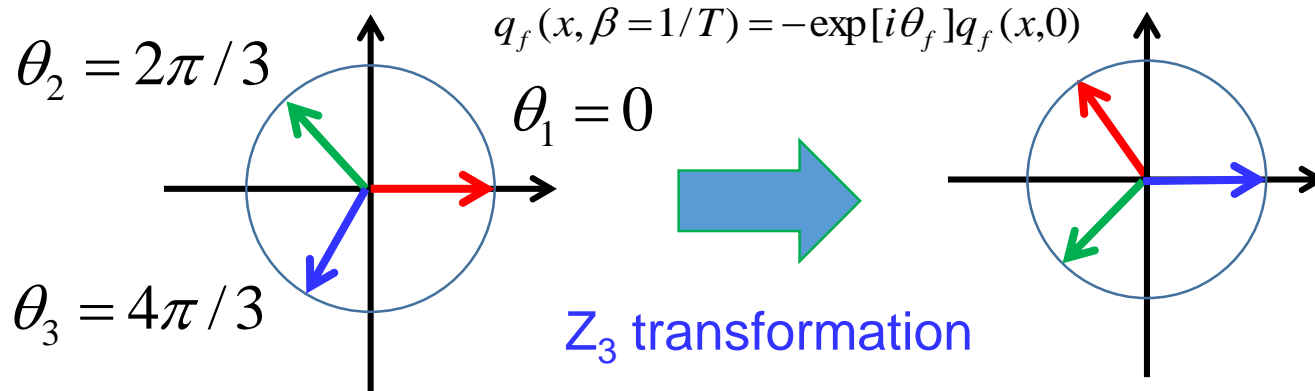 q_f(x, β = 1/T) = −exp[iθ_f]q_f(x,0)
θ_2 = 2π/3
θ_1 = 0
θ_3 = 4π/3
Z_3 transformation